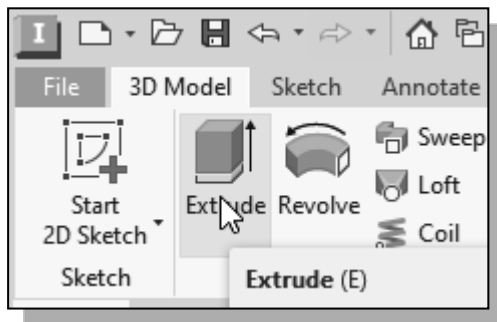 I
File 3D Model Sketch Annotate
Start
2D Sketch
Extrude
Revolve
Sweep
Loft
Coil
Sketch
Extrude (E)